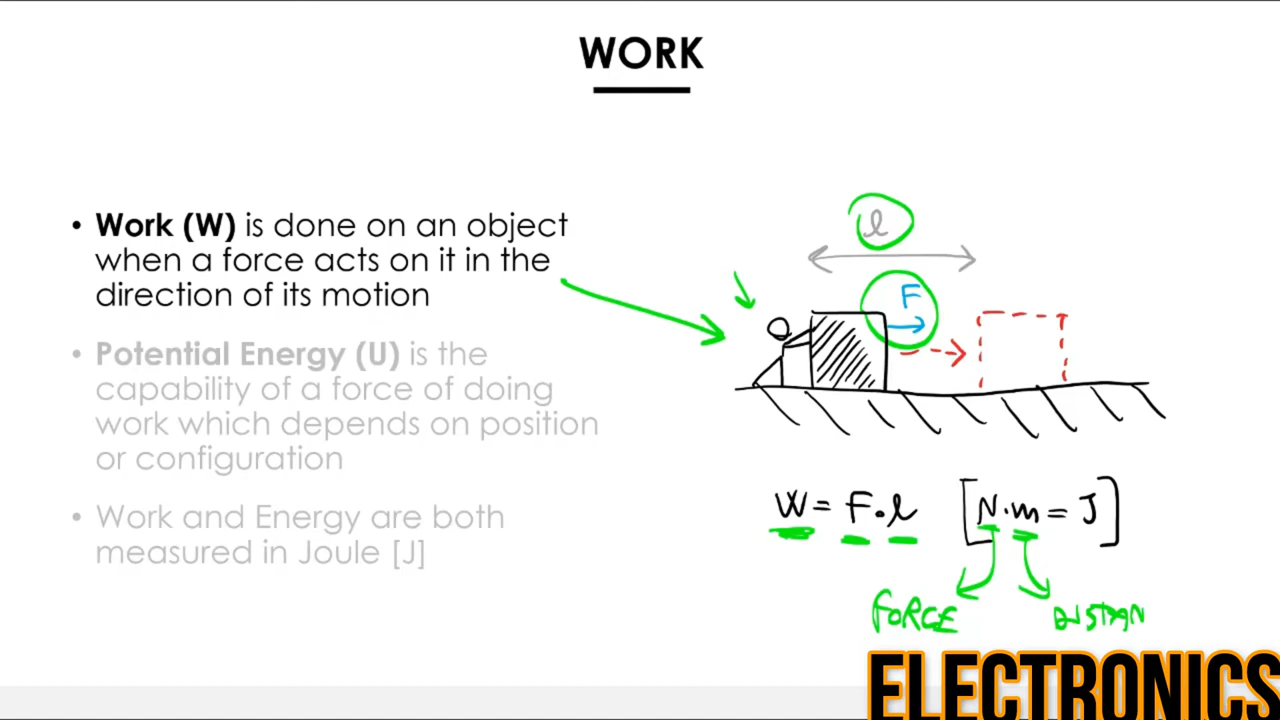 WORK
• Work (W) is done on an object
when a force acts on it in the
direction of its motion
• Potential Energy (U) is the
capability of a force of doing
work which depends on position
or configuration
• Work and Energy are both
measured in Joule [J]
l
F
W = F·l [N·m = J]
FORCE DISTAN
ELECTRONICS